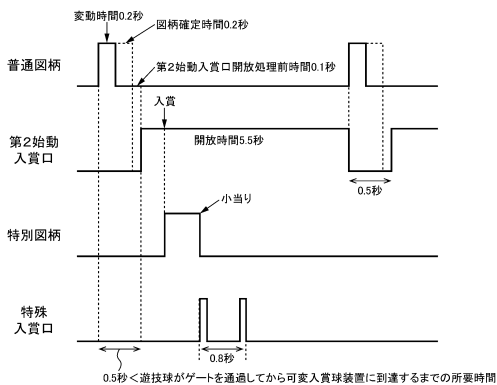 変動時間0.2秒
図柄確定時間0.2秒
普通図柄
第2始動入賞口開放処理前時間0.1秒
入賞
第2始動
入賞口
開放時間5.5秒
0.5秒
小当り
特別図柄
特殊
入賞口
0.8秒
0.5秒<遊技球がゲートを通過してから可変入賞球装置に到達するまでの所要時間